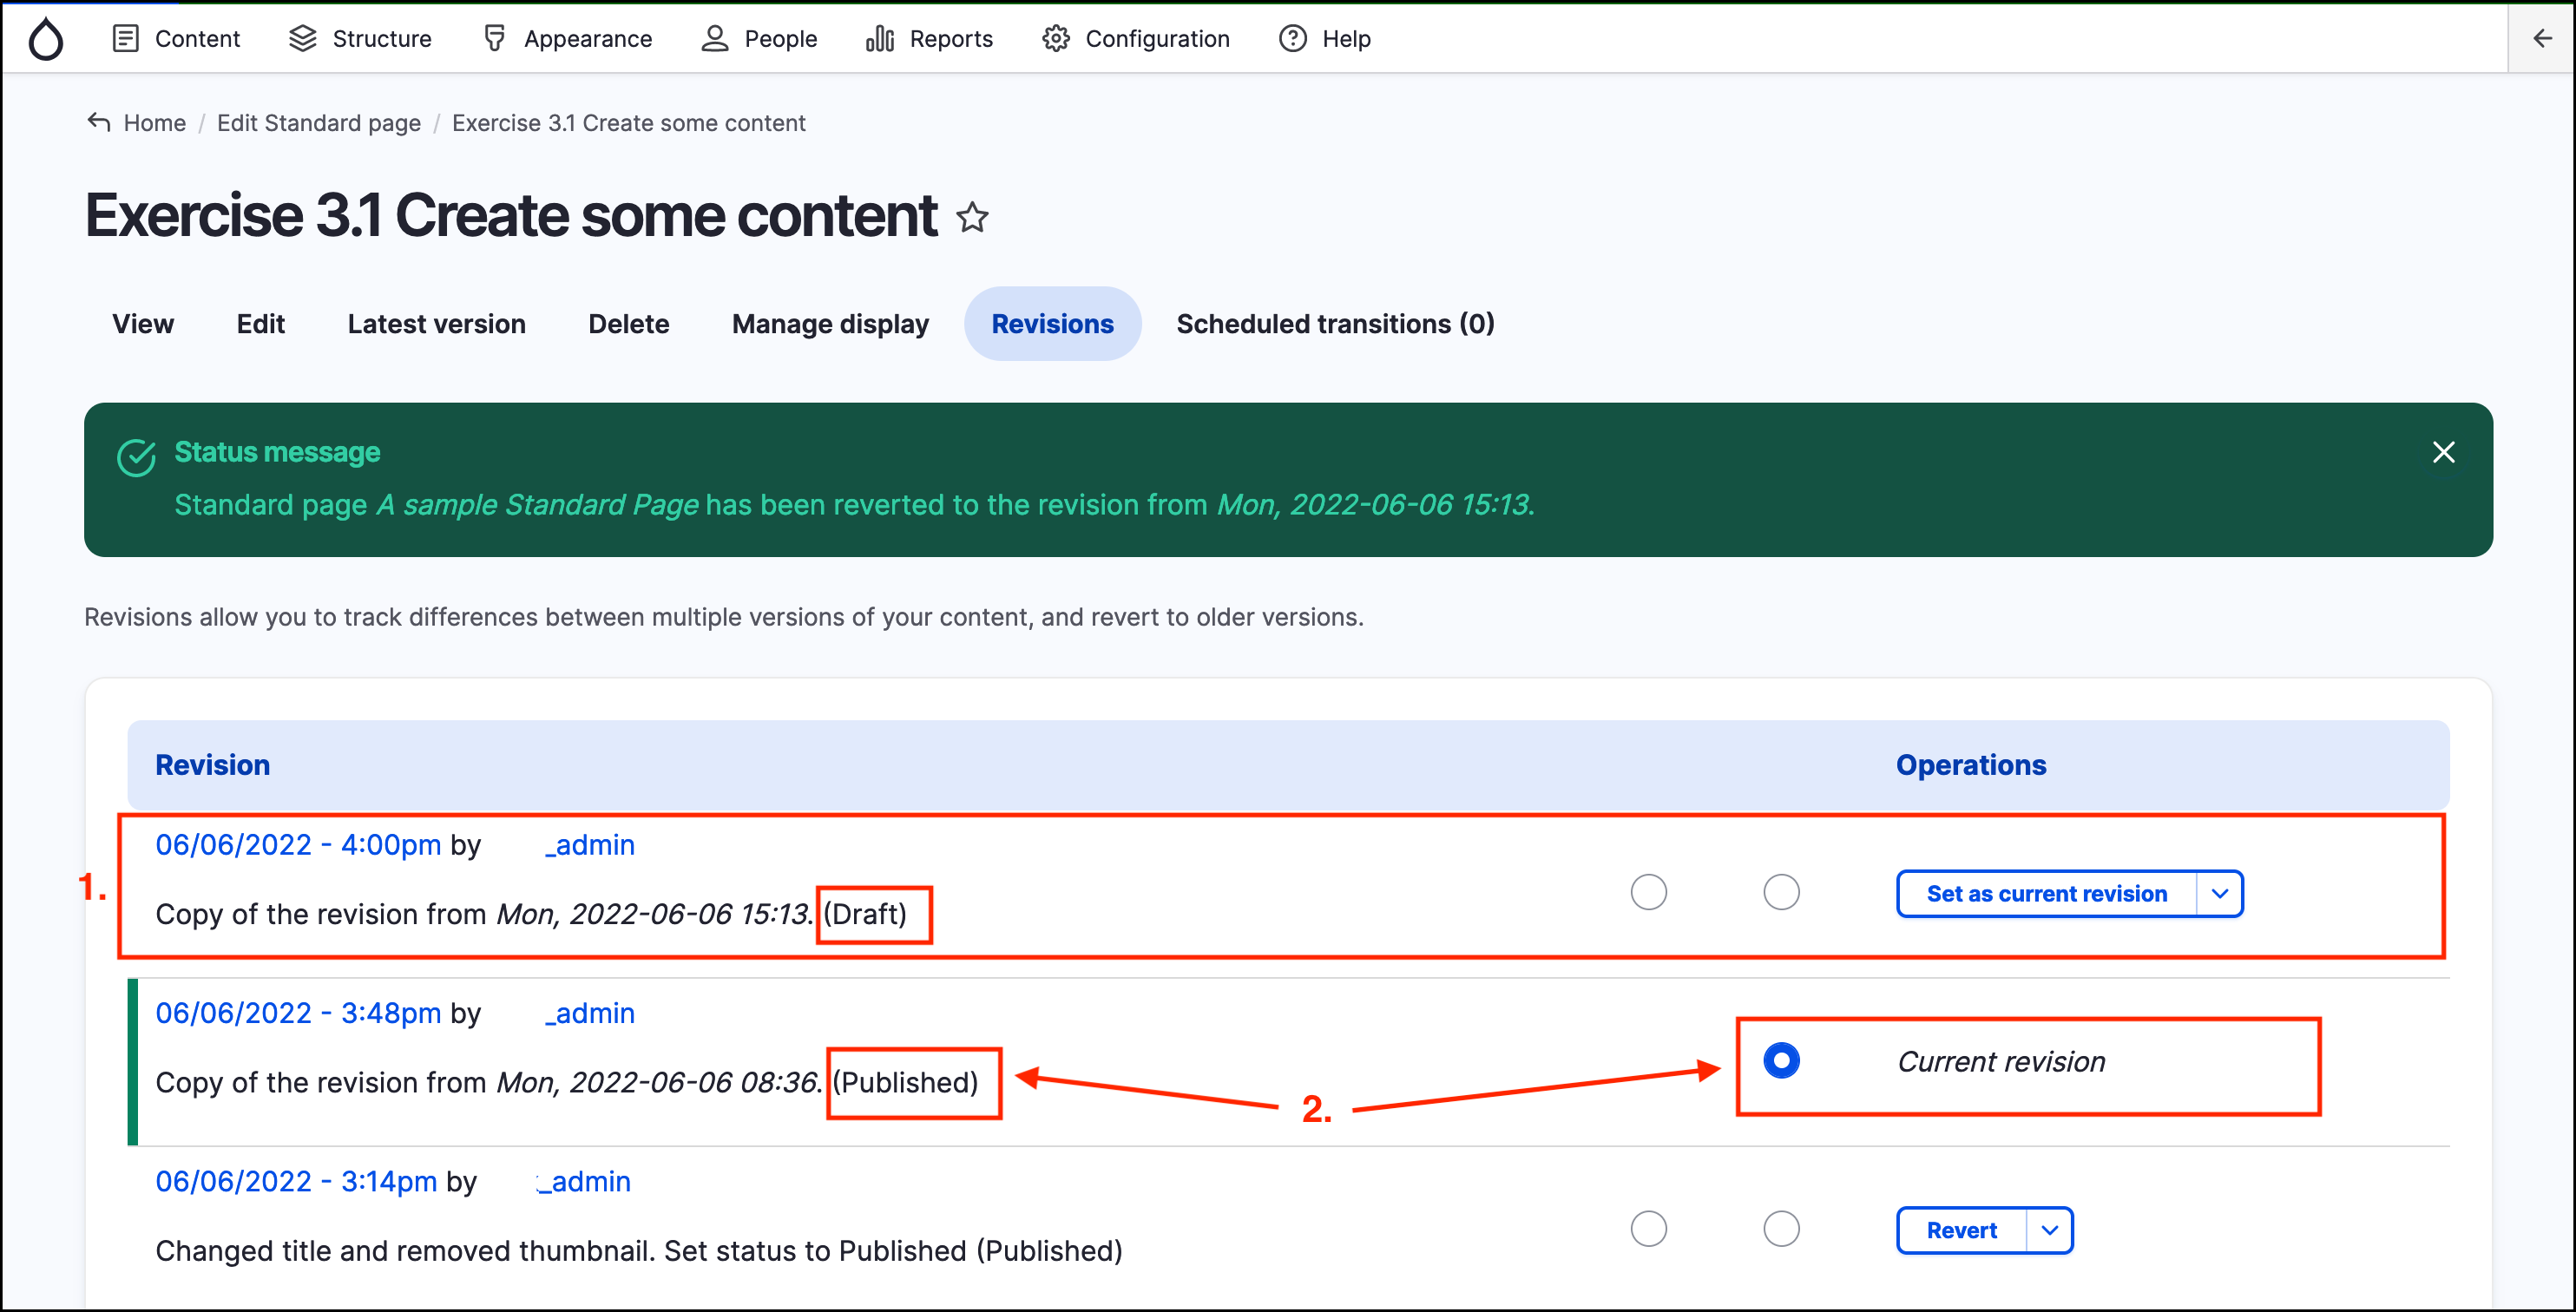 Content Structure Appearance People Reports Configuration Help
Home / Edit Standard page / Exercise 3.1 Create some content
Exercise 3.1 Create some content
View Edit Latest version Delete Manage display Revisions Scheduled transitions (0)
Status message
Standard page A sample Standard Page has been reverted to the revision from Mon, 2022-06-06 15:13.
Revisions allow you to track differences between multiple versions of your content, and revert to older versions.
Revision Operations
06/06/2022 - 4:00pm by _admin
1.
Copy of the revision from Mon, 2022-06-06 15:13. (Draft) Set as current revision
06/06/2022 - 3:48pm by _admin
Copy of the revision from Mon, 2022-06-06 08:36. (Published) Current revision
2.
06/06/2022 - 3:14pm by _admin
Changed title and removed thumbnail. Set status to Published (Published) Revert